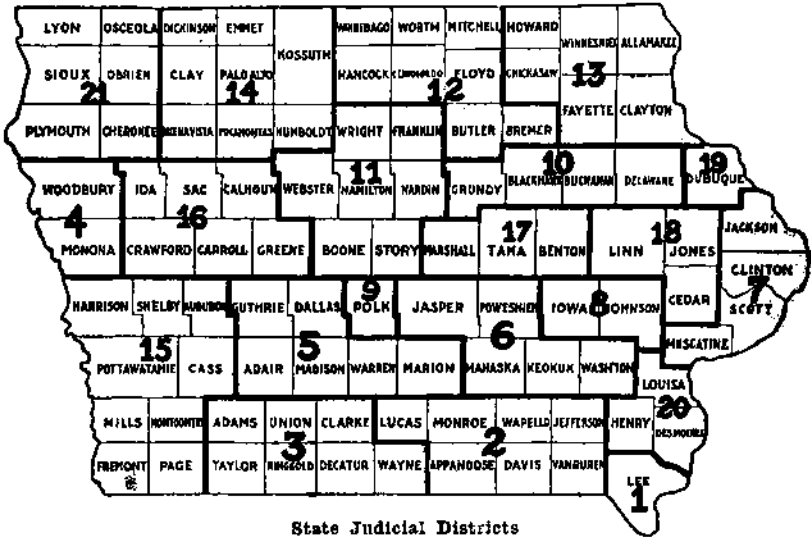 LYON OSCEOLA DICKINSON EMMET WINNEBAGO WORTH MITCHELL HOWARD
KOSSUTH WINNESHIEK ALLAMAKEE
SIOUX OBRIEN CLAY PALO ALTO HANCOCK FLOYD CHICKASAW
21 14 12 13
PLYMOUTH CHEROKEE BUENAVISTA POCAHONTAS HUMBOLDT WRIGHT FRANKLIN BUTLER BREMER FAYETTE CLAYTON
WOODBURY IDA SAC CALHOUN WEBSTER HAMILTON HARDIN GRUNDY BLACKHAWK BUCHANAN DELAWARE DUBUQUE
4 16 11 10 19
MONONA CRAWFORD CARROLL GREENE BOONE STORY MARSHALL TAMA BENTON LINN JONES JACKSON
17 18
CLINTON
7
HARRISON SHELBY AUDUBON GUTHRIE DALLAS POLK JASPER POWESHIEK IOWA JOHNSON CEDAR SCOTT
9 8
MUSCATINE
15 5 6
POTTAWATAMIE CASS ADAIR MADISON WARREN MARION MAHASKA KEOKUK WASH'TON
LOUISA
MILLS ADAMS UNION CLARKE LUCAS MONROE WAPELLO JEFFERSON HENRY DES MOINES
3 2 20
FREMONT PAGE TAYLOR RINGGOLD DECATUR WAYNE APPANOOSE DAVIS VANBUREN
LEE
1
State Judicial Districts